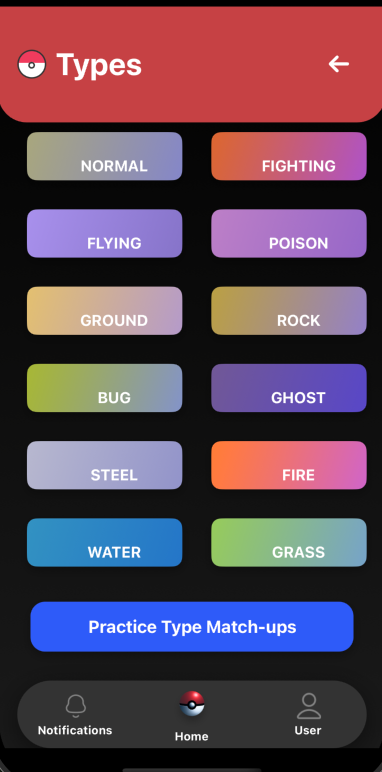 Types
NORMAL
FIGHTING
FLYING
POISON
GROUND
ROCK
BUG
GHOST
STEEL
FIRE
WATER
GRASS
Practice Type Match-ups
Notifications
Home
User